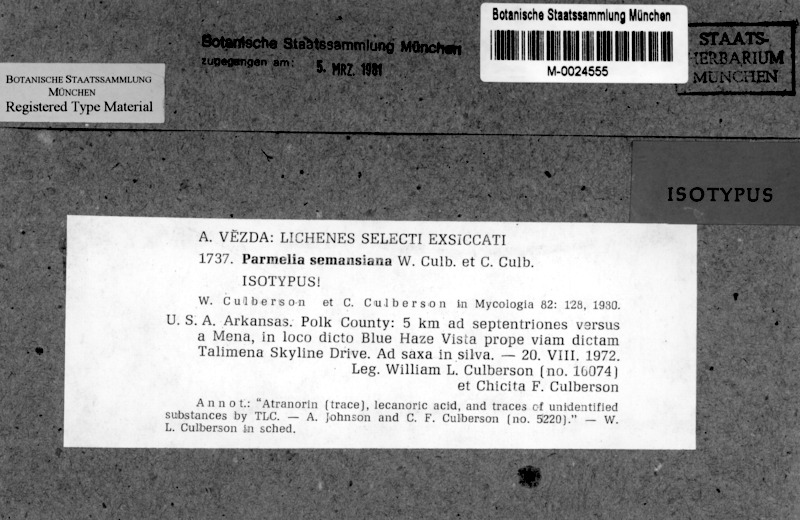 Botanische Staatssammlung München
M-0024555
STAATS-
HERBARIUM
MÜNCHEN
Botanische Staatssammlung München
zugegangen am: 5. MRZ. 1981
BOTANISCHE STAATSSAMMLUNG
MÜNCHEN
Registered Type Material
ISOTYPUS
A. VĚZDA: LICHENES SELECTI EXSICCATI
1737. Parmelia semansiana W. Culb. et C. Culb.
ISOTYPUS!
W. Culberson et C. Culberson in Mycologia 82: 128, 1980.
U. S. A. Arkansas. Polk County: 5 km ad septentriones versus
a Mena, in loco dicto Blue Haze Vista prope viam dictam
Talimena Skyline Drive. Ad saxa in silva. — 20. VIII. 1972.
Leg. William L. Culberson (no. 16074)
et Chicita F. Culberson
Annot.: "Atranorin (trace), lecanoric acid, and traces of unidentified
substances by TLC. — A. Johnson and C. F. Culberson (no. 5220)." — W.
L. Culberson in sched.